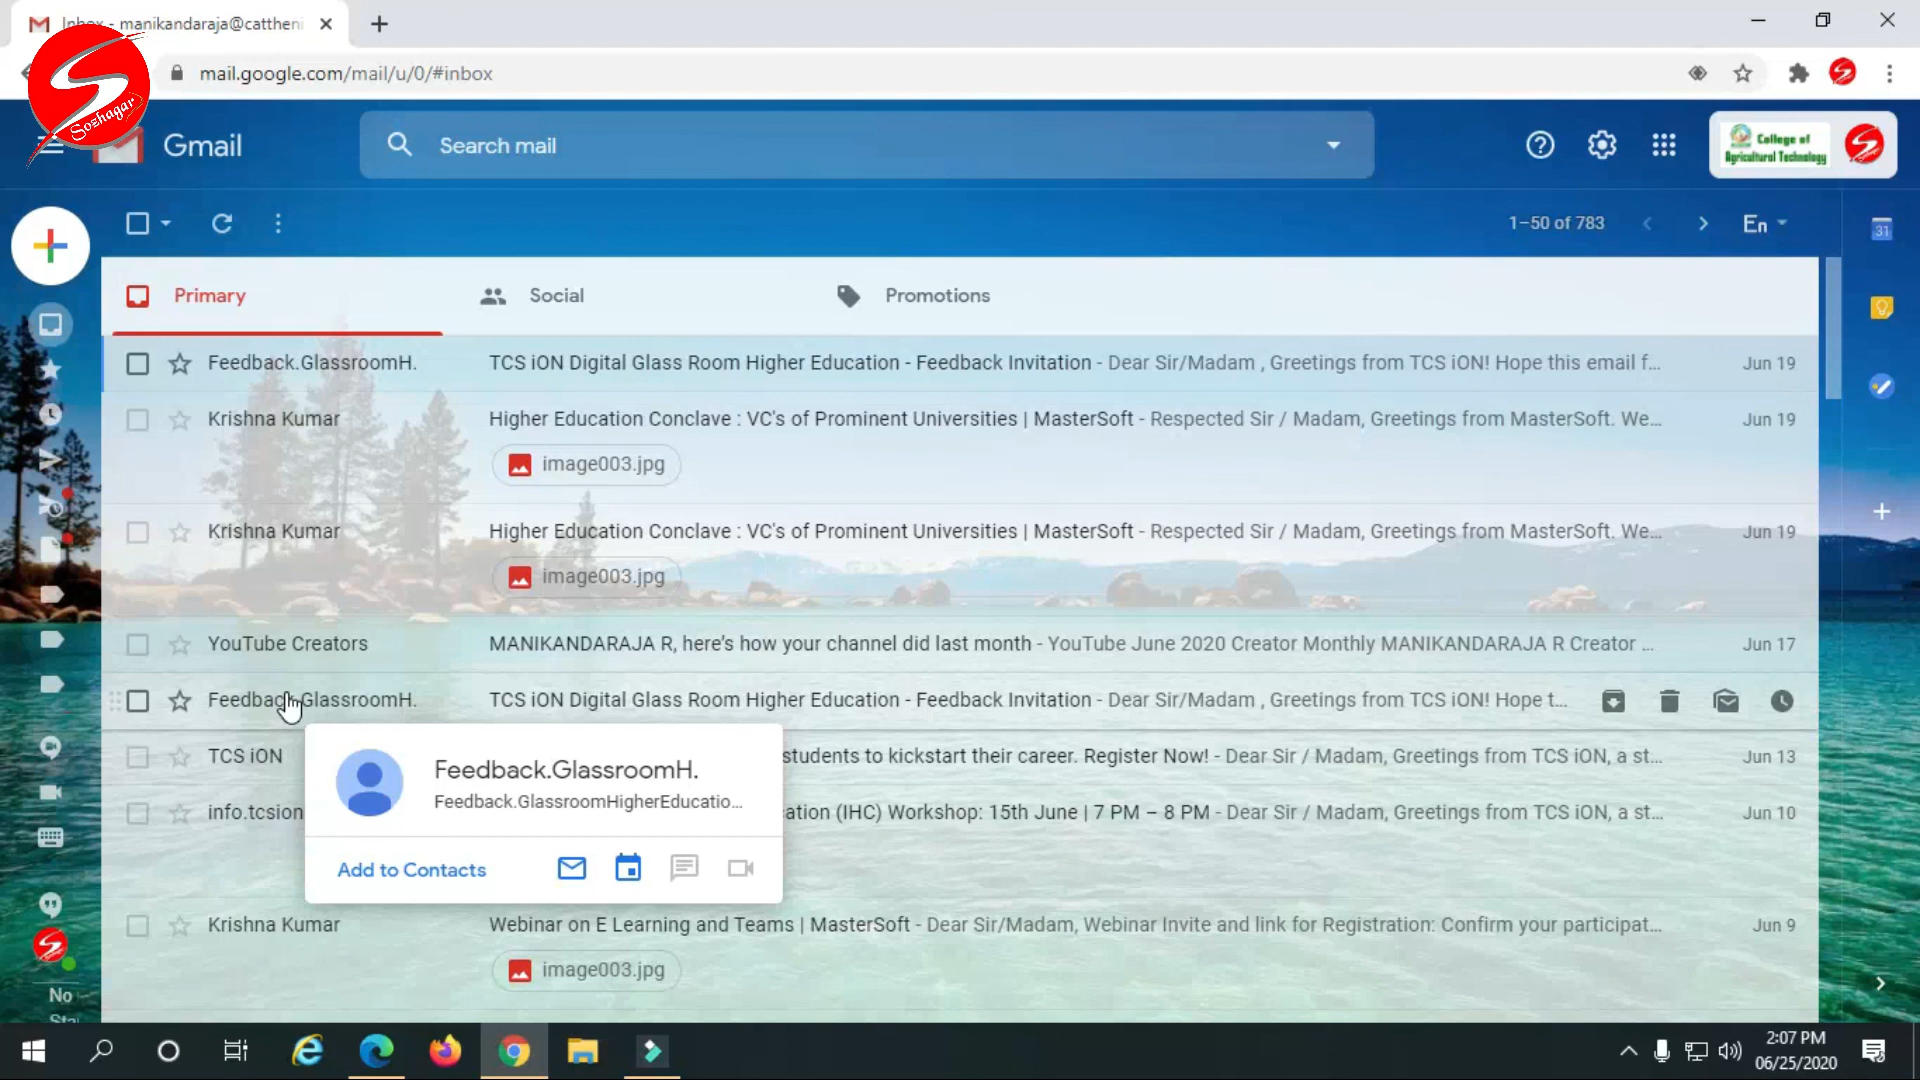 Inbox - manikandaraja@cattheni
mail.google.com/mail/u/0/#inbox
Sozhagar
Gmail
Search mail
College of
Agricultural Technology
1–50 of 783
En
31
Primary
Social
Promotions
Feedback.GlassroomH. TCS iON Digital Glass Room Higher Education - Feedback Invitation - Dear Sir/Madam , Greetings from TCS iON! Hope this email f... Jun 19
Krishna Kumar Higher Education Conclave : VC's of Prominent Universities | MasterSoft - Respected Sir / Madam, Greetings from MasterSoft. We... Jun 19
image003.jpg
Krishna Kumar Higher Education Conclave : VC's of Prominent Universities | MasterSoft - Respected Sir / Madam, Greetings from MasterSoft. We... Jun 19
image003.jpg
YouTube Creators MANIKANDARAJA R, here's how your channel did last month - YouTube June 2020 Creator Monthly MANIKANDARAJA R Creator ... Jun 17
Feedback.GlassroomH. TCS iON Digital Glass Room Higher Education - Feedback Invitation - Dear Sir/Madam , Greetings from TCS iON! Hope t...
TCS iON students to kickstart their career. Register Now! - Dear Sir / Madam, Greetings from TCS iON, a st... Jun 13
Feedback.GlassroomH.
Feedback.GlassroomHigherEducatio...
info.tcsion ation (IHC) Workshop: 15th June | 7 PM – 8 PM - Dear Sir / Madam, Greetings from TCS iON, a st... Jun 10
Add to Contacts
Krishna Kumar Webinar on E Learning and Teams | MasterSoft - Dear Sir/Madam, Webinar Invite and link for Registration: Confirm your participat... Jun 9
image003.jpg
No
2:07 PM
06/25/2020